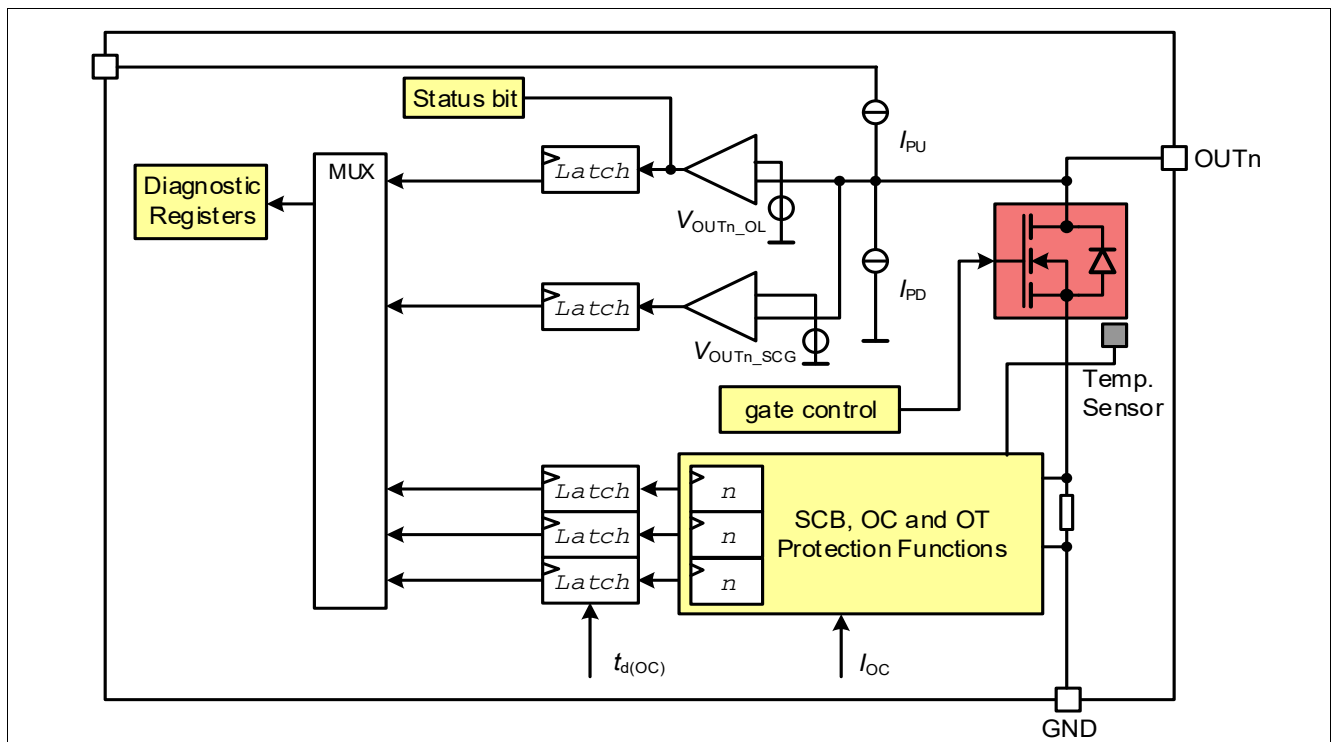 Status bit
MUX
Latch
I_PU
OUTn
Diagnostic
Registers
V_OUTn_OL
I_PD
Latch
V_OUTn_SCG
Temp.
Sensor
gate control
Latch
n
Latch
n
Latch
n
SCB, OC and OT
Protection Functions
t_d(OC)
I_OC
GND